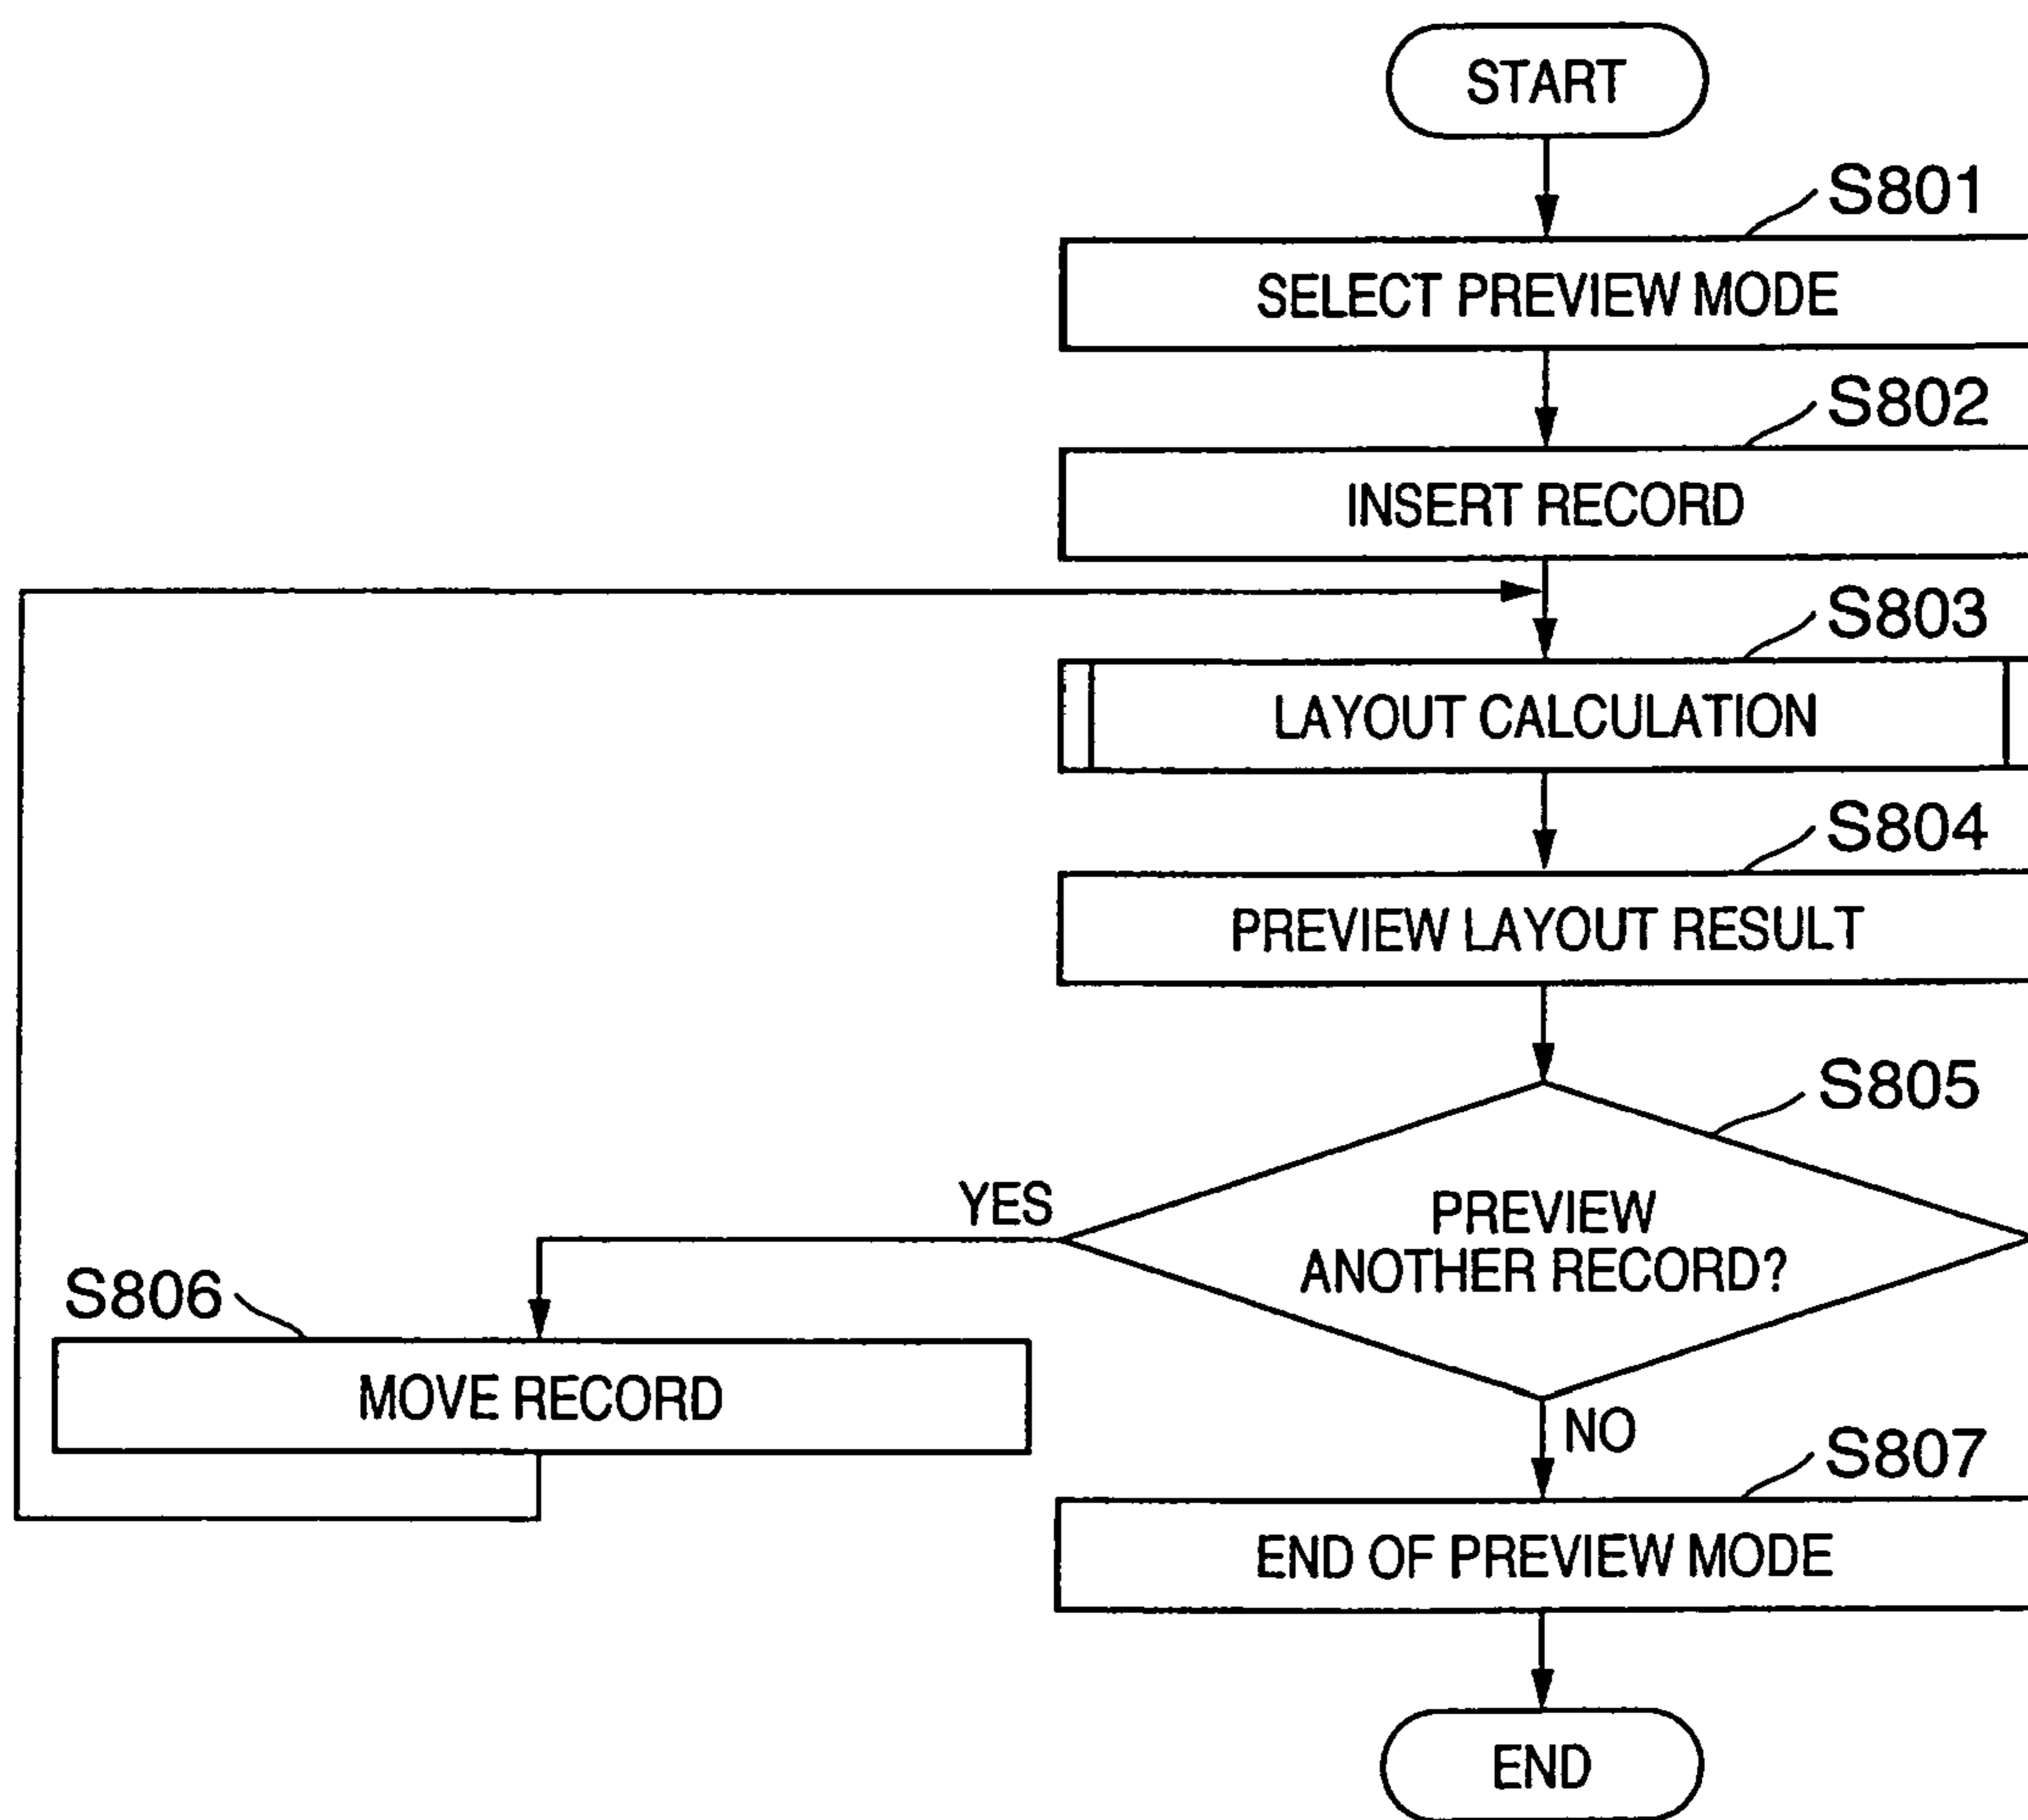 START
S801
SELECT PREVIEW MODE
S802
INSERT RECORD
S803
LAYOUT CALCULATION
S804
PREVIEW LAYOUT RESULT
S805
YES
PREVIEW
ANOTHER RECORD?
S806
MOVE RECORD
NO
S807
END OF PREVIEW MODE
END